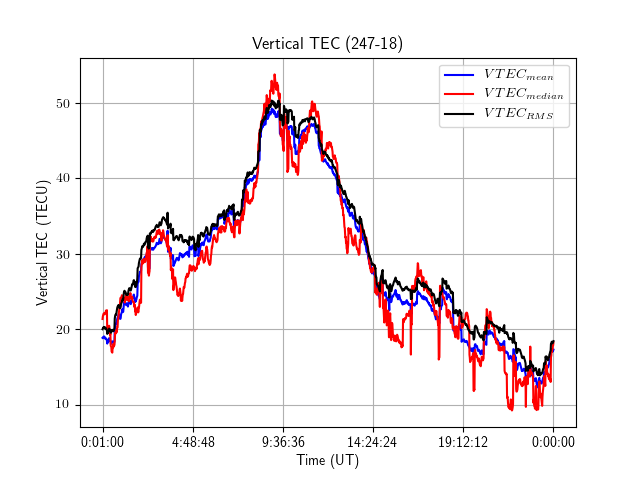 Vertical TEC (247-18)
VTEC_mean
VTEC_median
VTEC_RMS
Vertical TEC (TECU)
50
40
30
20
10
0:01:00 4:48:48 9:36:36 14:24:24 19:12:12 0:00:00
Time (UT)